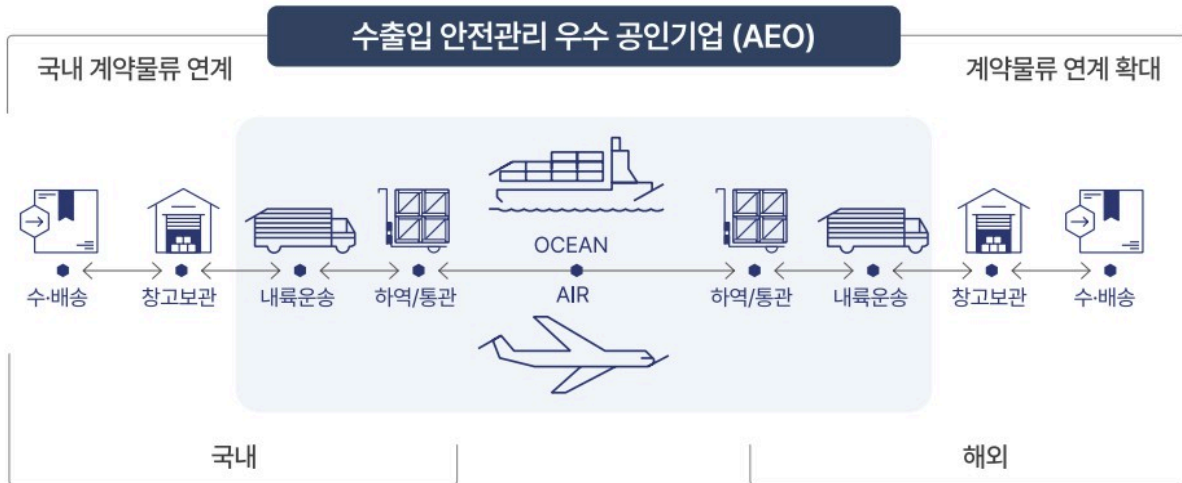 수출입 안전관리 우수 공인기업 (AEO)
국내 계약물류 연계
계약물류 연계 확대
OCEAN
AIR
수·배송
창고보관
내륙운송
하역/통관
하역/통관
내륙운송
창고보관
수·배송
국내
해외